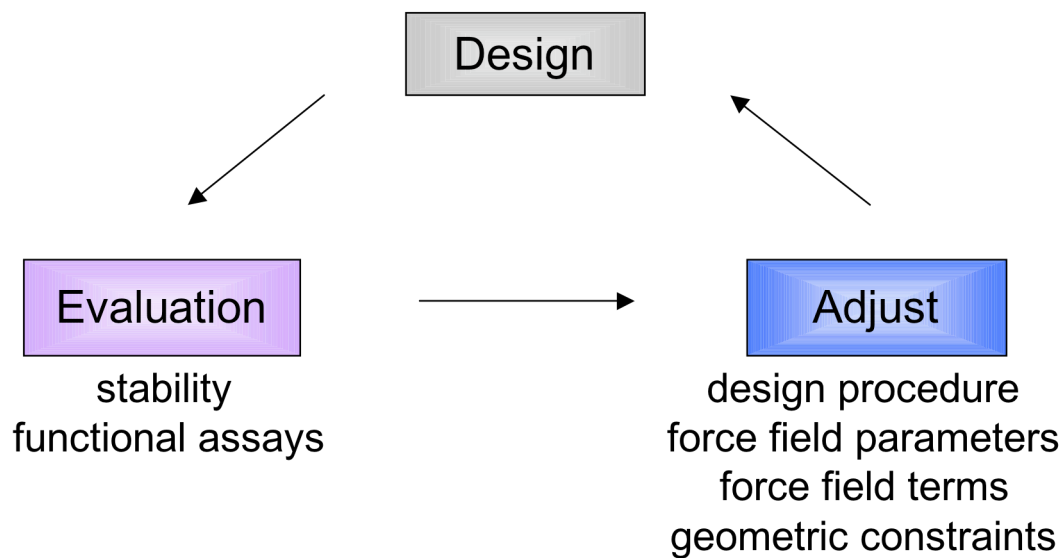 Design
Evaluation
stability
functional assays
Adjust
design procedure
force field parameters
force field terms
geometric constraints